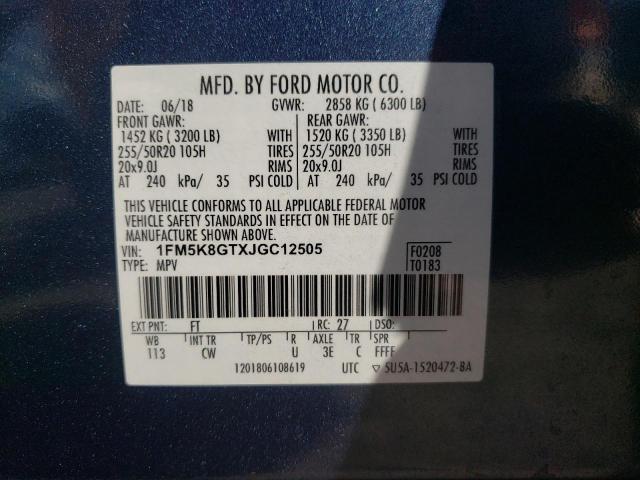 MFD. BY FORD MOTOR CO.
DATE: 06/18 GVWR: 2858 KG ( 6300 LB)
FRONT GAWR: REAR GAWR:
1452 KG ( 3200 LB) WITH 1520 KG ( 3350 LB) WITH
255/50R20 105H TIRES 255/50R20 105H TIRES
20x9.0J RIMS 20x9.0J RIMS
AT 240 kPa/ 35 PSI COLD AT 240 kPa/ 35 PSI COLD
THIS VEHICLE CONFORMS TO ALL APPLICABLE FEDERAL MOTOR
VEHICLE SAFETY STANDARDS IN EFFECT ON THE DATE OF
MANUFACTURE SHOWN ABOVE.
VIN: 1FM5K8GTXJGC12505 F0208
TYPE: MPV T0183
EXT PNT: FT RC: 27 DSO:
WB INT TR TP/PS R AXLE TR SPR
113 CW U 3E C FFFF
1201806108619 UTC ▽ SU5A-1520472-BA